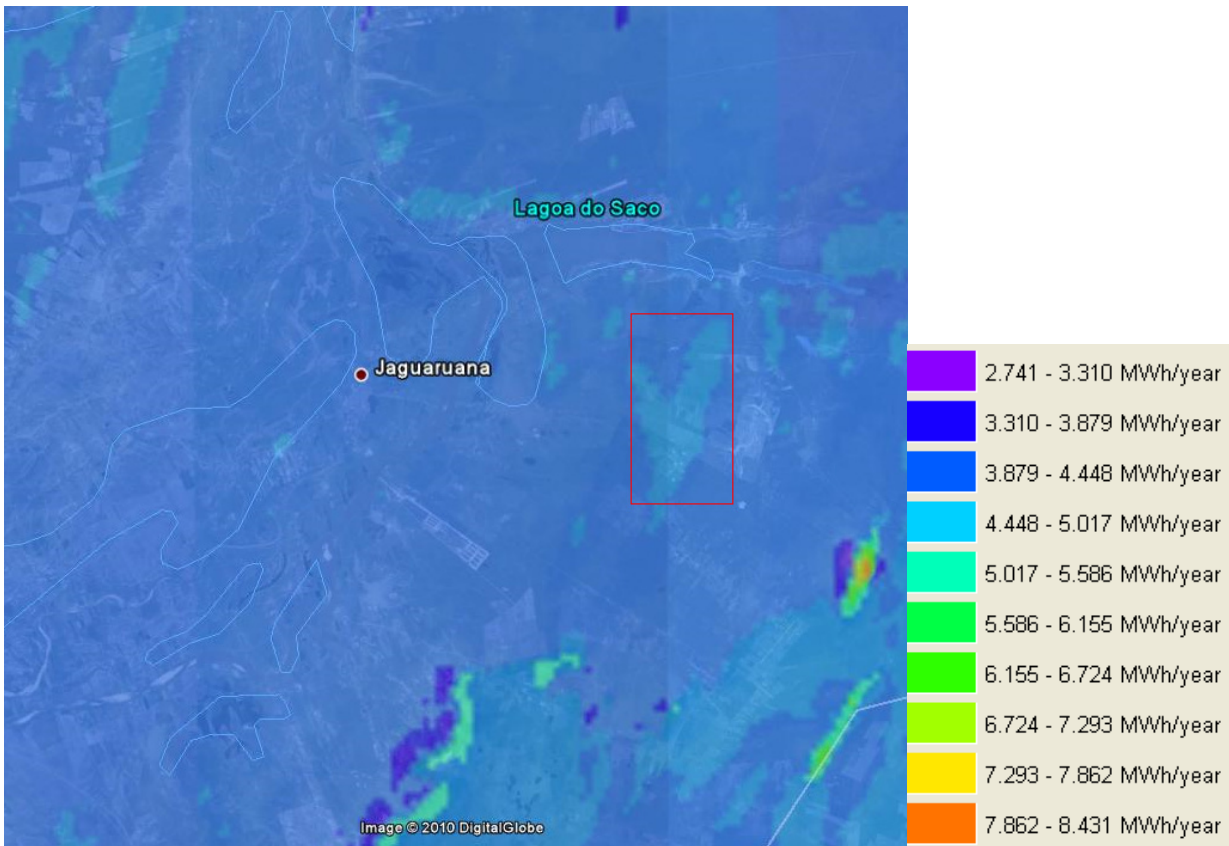 Lagoa do Saco
Jaguaruana
Image © 2010 DigitalGlobe
2.741 - 3.310 MWh/year
3.310 - 3.879 MWh/year
3.879 - 4.448 MWh/year
4.448 - 5.017 MWh/year
5.017 - 5.586 MWh/year
5.586 - 6.155 MWh/year
6.155 - 6.724 MWh/year
6.724 - 7.293 MWh/year
7.293 - 7.862 MWh/year
7.862 - 8.431 MWh/year